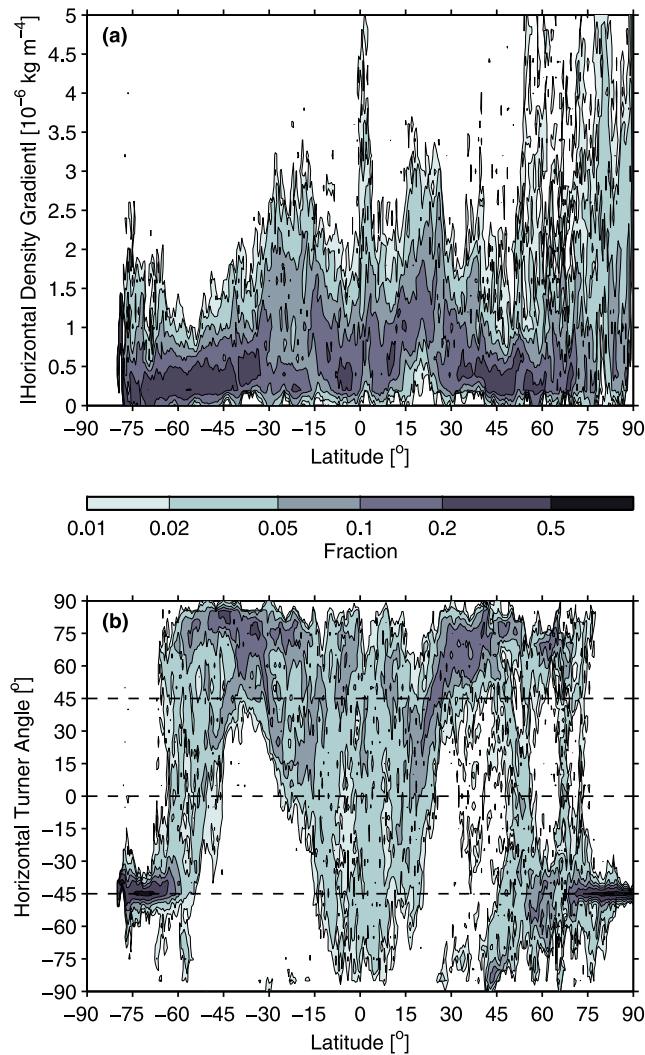 (a)
|Horizontal Density Gradient| [10⁻⁶ kg m⁻⁴]
5
4.5
4
3.5
3
2.5
2
1.5
1
0.5
0
−90 −75 −60 −45 −30 −15 0 15 30 45 60 75 90
Latitude [°]
0.01 0.02 0.05 0.1 0.2 0.5
Fraction
(b)
Horizontal Turner Angle [°]
90
75
60
45
30
15
0
−15
−30
−45
−60
−75
−90
−90 −75 −60 −45 −30 −15 0 15 30 45 60 75 90
Latitude [°]